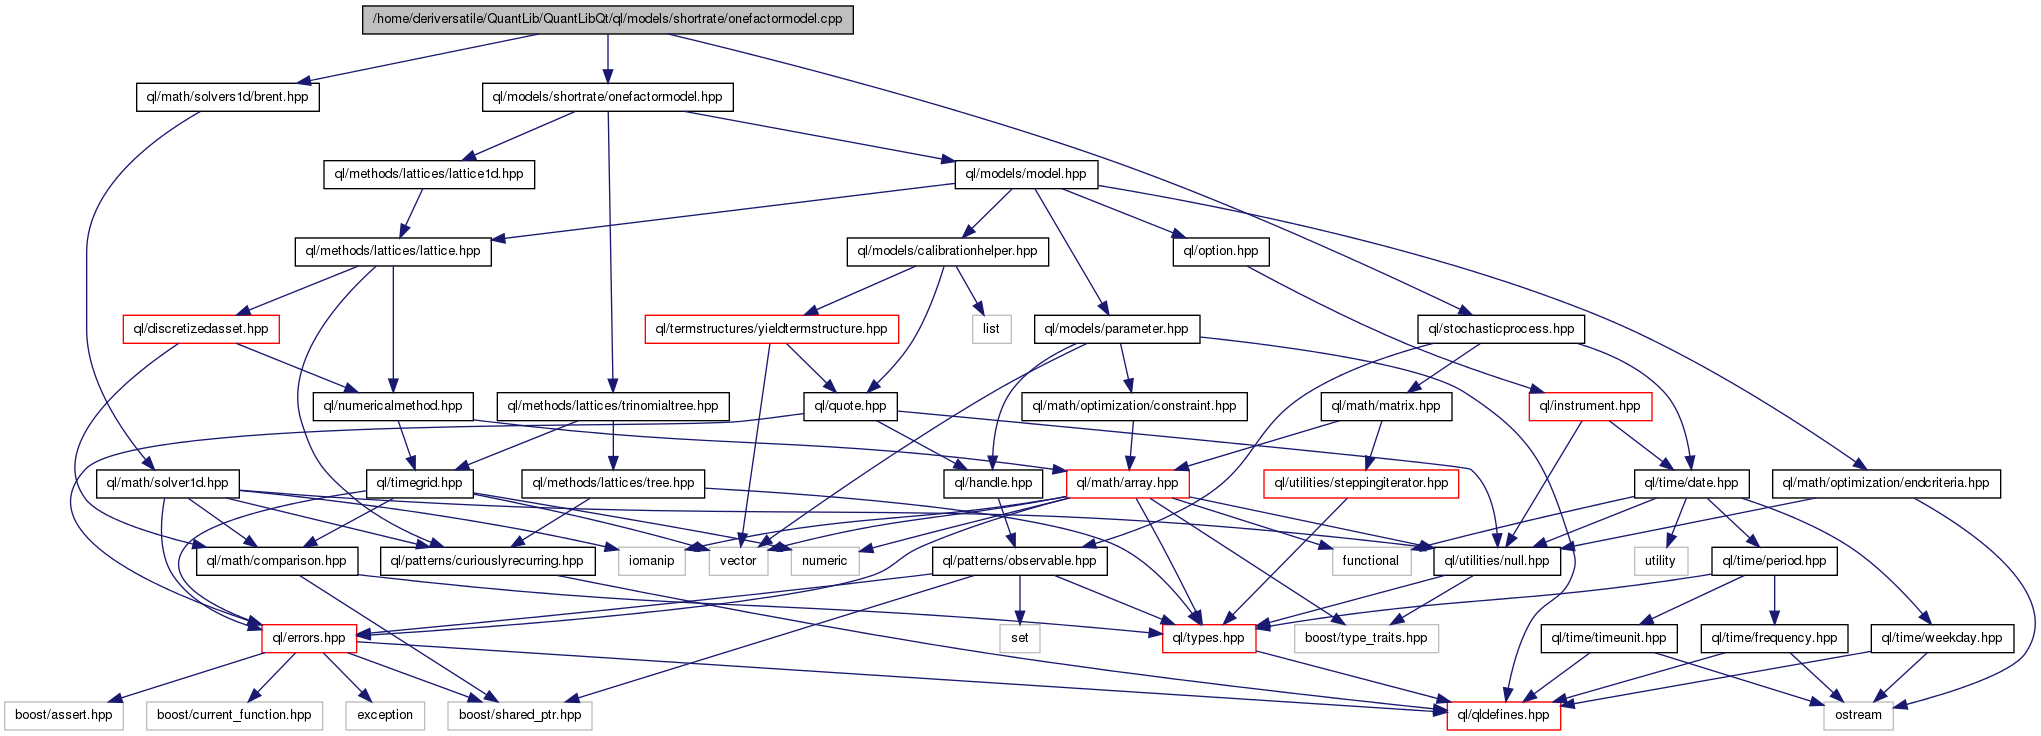 /home/deriversatile/QuantLib/QuantLibQt/ql/models/shortrate/onefactormodel.cpp
ql/math/solvers1d/brent.hpp
ql/models/shortrate/onefactormodel.hpp
ql/methods/lattices/lattice1d.hpp
ql/models/model.hpp
ql/methods/lattices/lattice.hpp
ql/models/calibrationhelper.hpp
ql/option.hpp
ql/discretizedasset.hpp
ql/termstructures/yieldtermstructure.hpp
list
ql/models/parameter.hpp
ql/stochasticprocess.hpp
ql/numericalmethod.hpp
ql/methods/lattices/trinomialtree.hpp
ql/quote.hpp
ql/math/optimization/constraint.hpp
ql/math/matrix.hpp
ql/instrument.hpp
ql/math/solver1d.hpp
ql/timegrid.hpp
ql/methods/lattices/tree.hpp
ql/handle.hpp
ql/math/array.hpp
ql/utilities/steppingiterator.hpp
ql/time/date.hpp
ql/math/optimization/endcriteria.hpp
ql/math/comparison.hpp
ql/patterns/curiouslyrecurring.hpp
iomanip
vector
numeric
ql/patterns/observable.hpp
functional
ql/utilities/null.hpp
utility
ql/time/period.hpp
ql/errors.hpp
set
ql/types.hpp
boost/type_traits.hpp
ql/time/timeunit.hpp
ql/time/frequency.hpp
ql/time/weekday.hpp
boost/assert.hpp
boost/current_function.hpp
exception
boost/shared_ptr.hpp
ql/qldefines.hpp
ostream